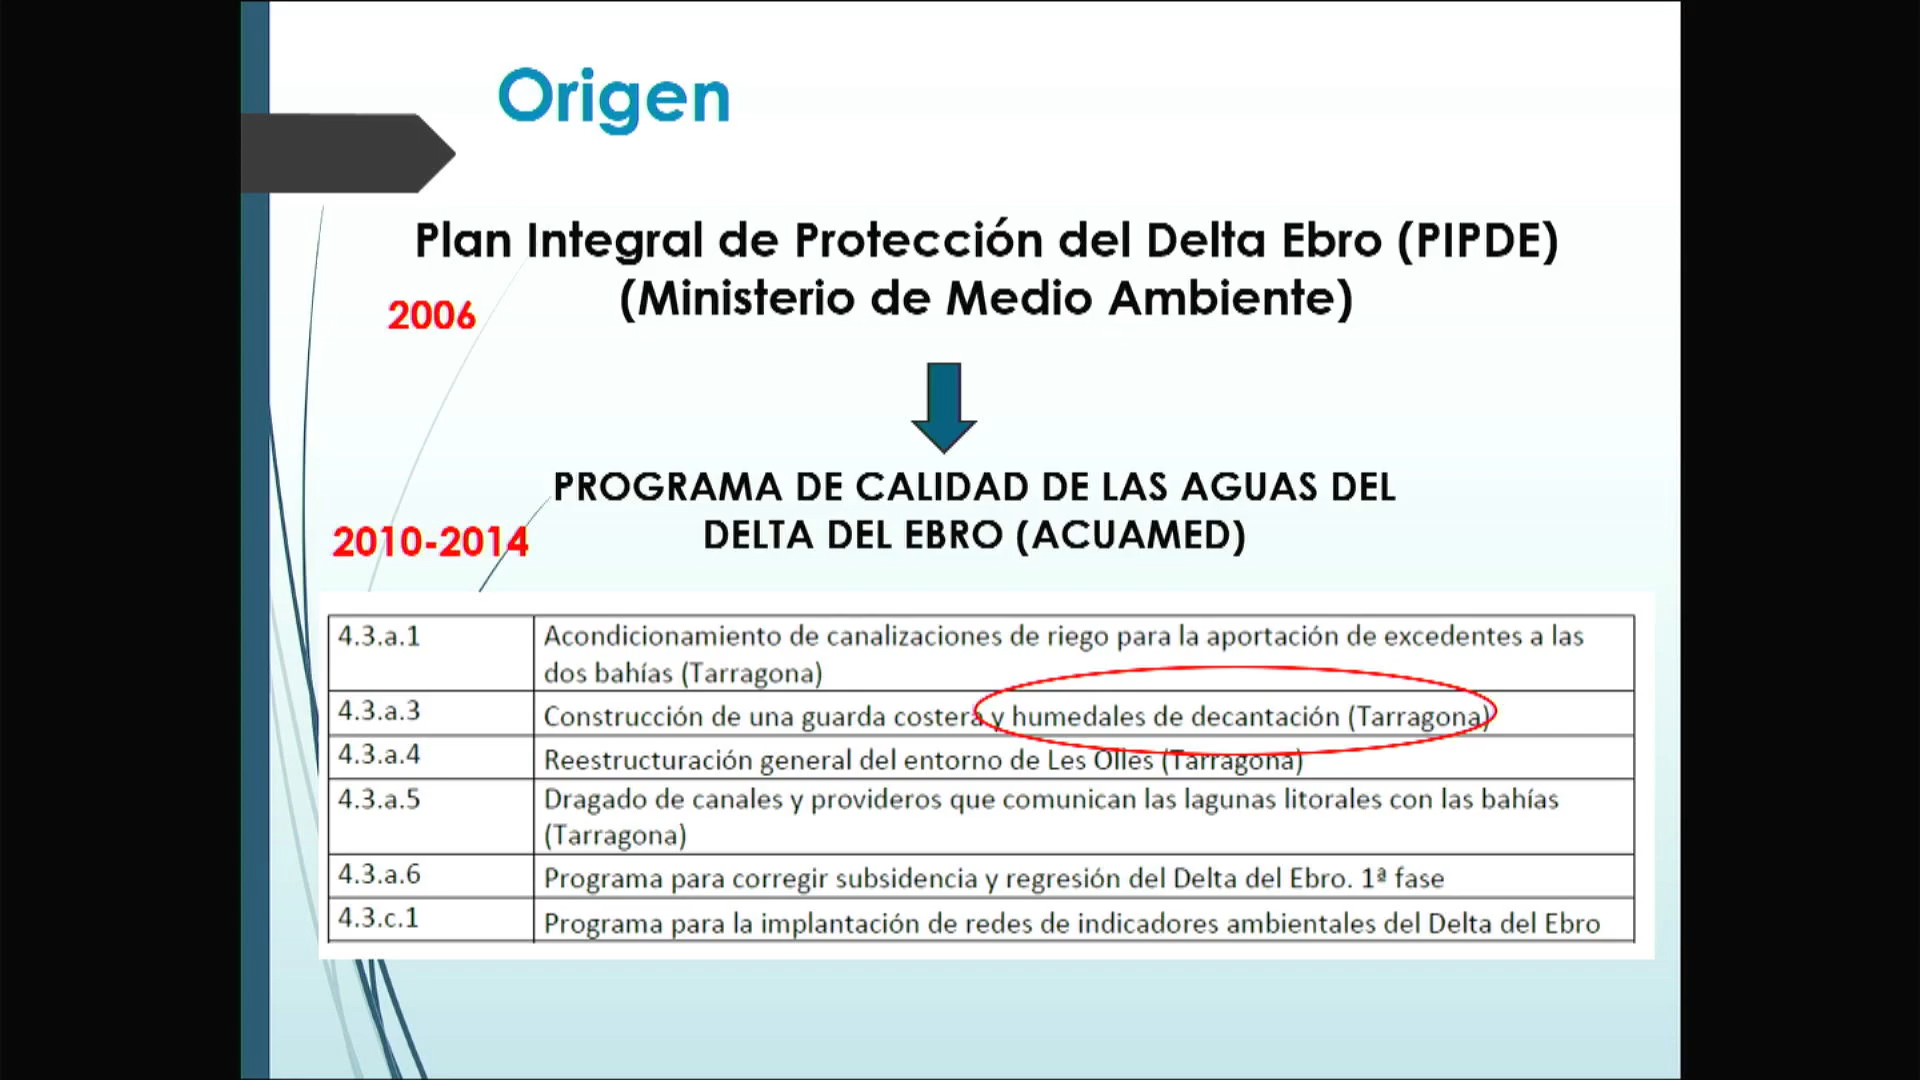 Origen
Plan Integral de Protección del Delta Ebro (PIPDE)
(Ministerio de Medio Ambiente)
2006
PROGRAMA DE CALIDAD DE LAS AGUAS DEL
DELTA DEL EBRO (ACUAMED)
2010-2014
4.3.a.1 Acondicionamiento de canalizaciones de riego para la aportación de excedentes a las
dos bahías (Tarragona)
4.3.a.3 Construcción de una guarda costera y humedales de decantación (Tarragona)
4.3.a.4 Reestructuración general del entorno de Les Olles (Tarragona)
4.3.a.5 Dragado de canales y provideros que comunican las lagunas litorales con las bahías
(Tarragona)
4.3.a.6 Programa para corregir subsidencia y regresión del Delta del Ebro. 1ª fase
4.3.c.1 Programa para la implantación de redes de indicadores ambientales del Delta del Ebro